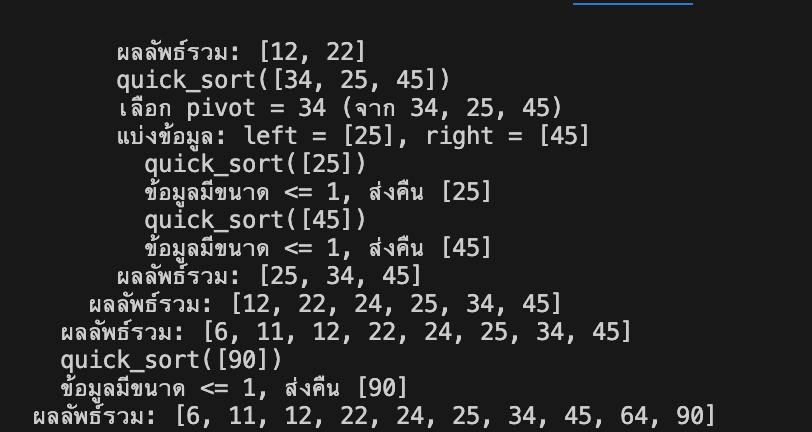 ผลลัพธ์รวม: [12, 22]
quick_sort([34, 25, 45])
เลือก pivot = 34 (จาก 34, 25, 45)
แบ่งข้อมูล: left = [25], right = [45]
quick_sort([25])
ข้อมูลมีขนาด <= 1, ส่งคืน [25]
quick_sort([45])
ข้อมูลมีขนาด <= 1, ส่งคืน [45]
ผลลัพธ์รวม: [25, 34, 45]
ผลลัพธ์รวม: [12, 22, 24, 25, 34, 45]
ผลลัพธ์รวม: [6, 11, 12, 22, 24, 25, 34, 45]
quick_sort([90])
ข้อมูลมีขนาด <= 1, ส่งคืน [90]
ผลลัพธ์รวม: [6, 11, 12, 22, 24, 25, 34, 45, 64, 90]